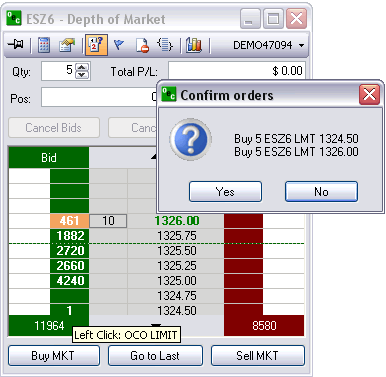 ESZ6 - Depth of Market
DEMO47094
Qty: 5 Total P/L: $ 0.00
Pos: 0
Cancel Bids Canc
Confirm orders
Buy 5 ESZ6 LMT 1324.50
Buy 5 ESZ6 LMT 1326.00
Yes No
Bid
461 10 1326.00
1882 1325.75
2720 1325.50
2660 1325.25
4240 1325.00
1324.75
1 1324.50
11964 8580
Left Click: OCO LIMIT
Buy MKT Go to Last Sell MKT